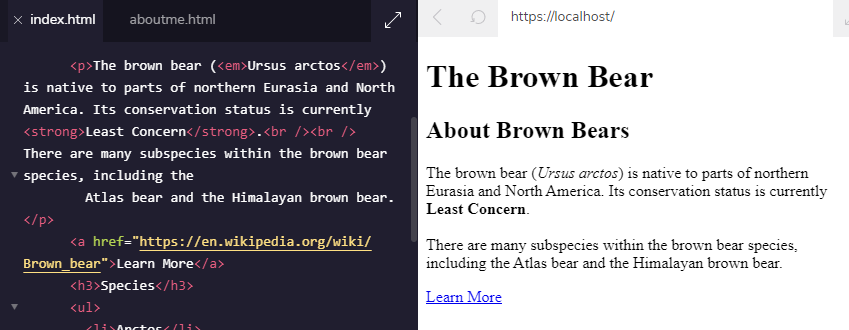 × index.html aboutme.html
<p>The brown bear (<em>Ursus arctos</em>)
is native to parts of northern Eurasia and North
America. Its conservation status is currently
<strong>Least Concern</strong>.<br /><br />
There are many subspecies within the brown bear
species, including the
Atlas bear and the Himalayan brown bear.
</p>
<a href="https://en.wikipedia.org/wiki/
Brown_bear">Learn More</a>
<h3>Species</h3>
<ul>
<li>Arctos</li>
https://localhost/
The Brown Bear
About Brown Bears
The brown bear (Ursus arctos) is native to parts of northern
Eurasia and North America. Its conservation status is currently
Least Concern.
There are many subspecies within the brown bear species,
including the Atlas bear and the Himalayan brown bear.
Learn More